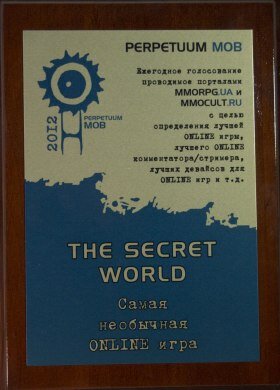 PERPETUUM MOB
Ежегодное голосование
проводимое порталами
MMORPG.UA и
MMOCULT.RU
с целью
определения лучшей
ONLINE игры,
лучшего ONLINE
комментатора/стримера,
лучших девайсов для
ONLINE игр и т.д.
2012
PERPETUUM
MOB
THE SECRET
WORLD
Самая
необычная
ONLINE игра